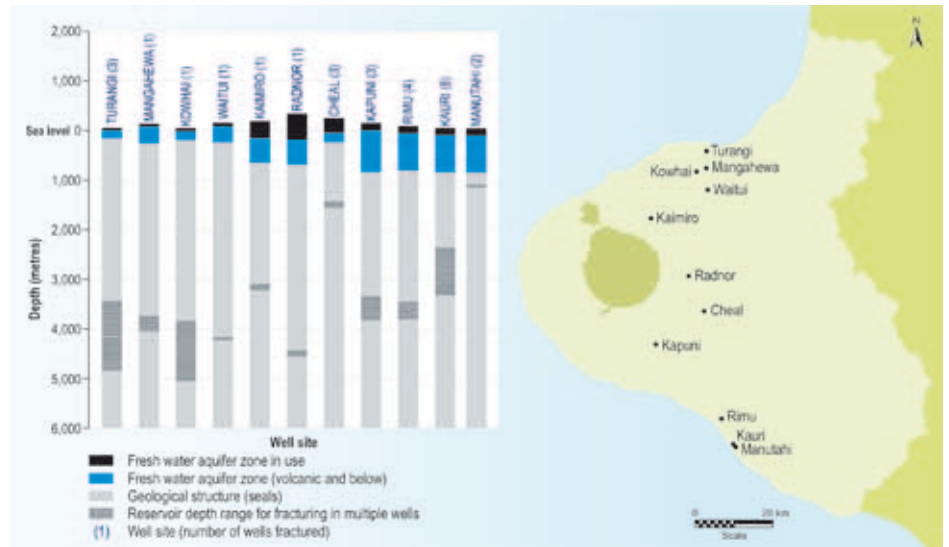 2,000
1,000
Sea level 0
1,000
2,000
3,000
4,000
5,000
6,000
Depth (metres)
TURANGI (3)
MANGAHEWA (1)
KOWHAI (1)
WAITUI (1)
KAIMIRO (1)
RADNOR (1)
CHEAL (3)
KAPUNI (3)
RIMU (4)
KAURI
MANUTAHI (2)
Well site
Fresh water aquifer zone in use
Fresh water aquifer zone (volcanic and below)
Geological structure (seals)
Reservoir depth range for fracturing in multiple wells
(1) Well site (number of wells fractured)
N
Turangi
Kowhai
Mangahewa
Waitui
Kaimiro
Radnor
Cheal
Kapuni
Rimu
Kauri
Manutahi
0 20 km
Scale